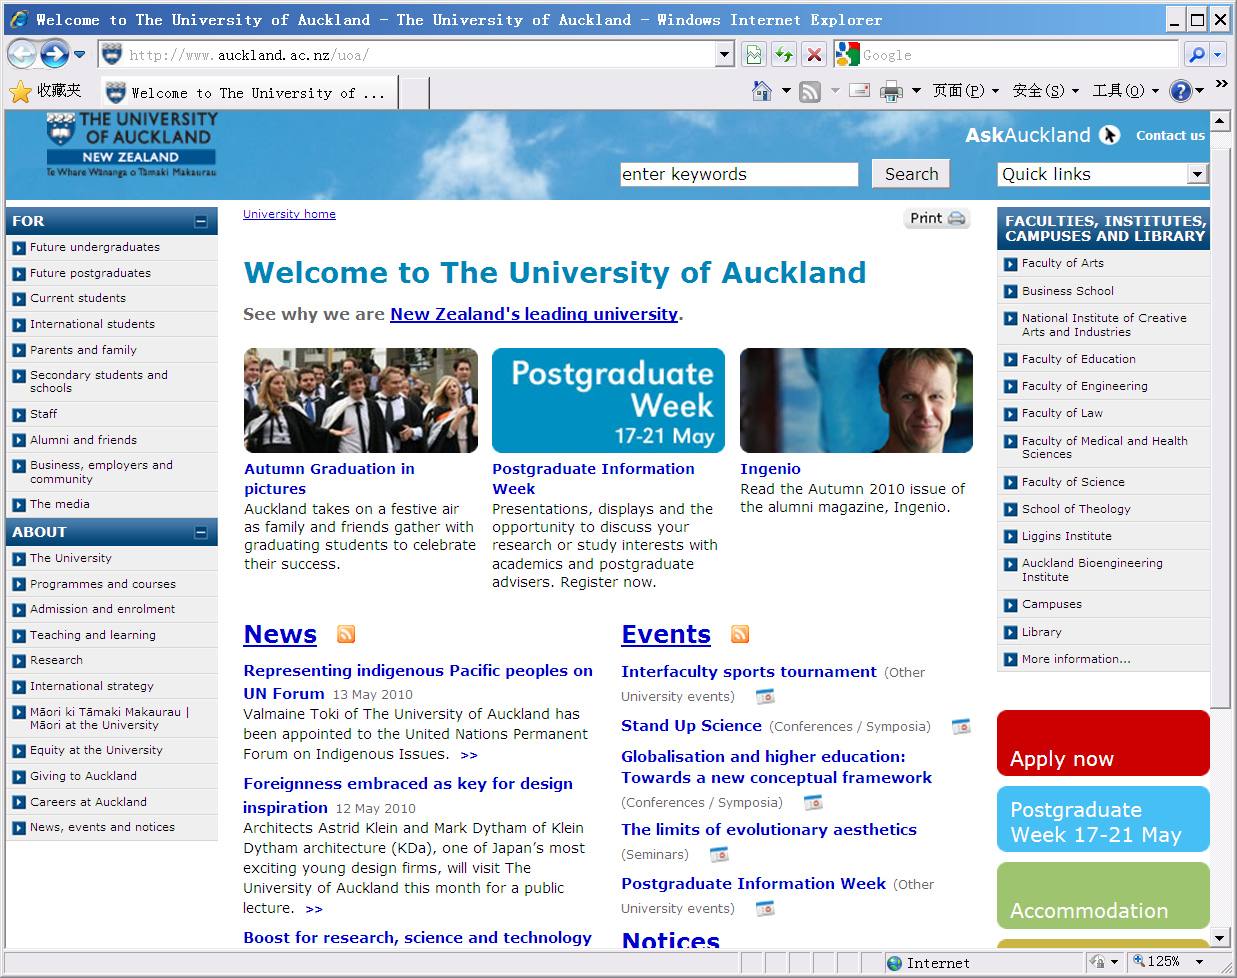 Welcome to The University of Auckland - The University of Auckland - Windows Internet Explorer
http://www.auckland.ac.nz/uoa/
Google
收藏夹
Welcome to The University of ...
页面(P)
安全(S)
工具(O)
THE UNIVERSITY
OF AUCKLAND
NEW ZEALAND
Te Whare Wānanga o Tāmaki Makaurau
AskAuckland
Contact us
enter keywords
Search
Quick links
FOR
Future undergraduates
Future postgraduates
Current students
International students
Parents and family
Secondary students and
schools
Staff
Alumni and friends
Business, employers and
community
The media
ABOUT
The University
Programmes and courses
Admission and enrolment
Teaching and learning
Research
International strategy
Māori ki Tāmaki Makaurau |
Māori at the University
Equity at the University
Giving to Auckland
Careers at Auckland
News, events and notices
University home
Print
Welcome to The University of Auckland
See why we are New Zealand's leading university.
Autumn Graduation in
pictures
Auckland takes on a festive air
as family and friends gather with
graduating students to celebrate
their success.
Postgraduate
Week
17-21 May
Postgraduate Information
Week
Presentations, displays and the
opportunity to discuss your
research or study interests with
academics and postgraduate
advisers. Register now.
Ingenio
Read the Autumn 2010 issue of
the alumni magazine, Ingenio.
News
Representing indigenous Pacific peoples on
UN Forum 13 May 2010
Valmaine Toki of The University of Auckland has
been appointed to the United Nations Permanent
Forum on Indigenous Issues. >>
Foreignness embraced as key for design
inspiration 12 May 2010
Architects Astrid Klein and Mark Dytham of Klein
Dytham architecture (KDa), one of Japan's most
exciting young design firms, will visit The
University of Auckland this month for a public
lecture. >>
Boost for research, science and technology
Events
Interfaculty sports tournament (Other
University events)
Stand Up Science (Conferences / Symposia)
Globalisation and higher education:
Towards a new conceptual framework
(Conferences / Symposia)
The limits of evolutionary aesthetics
(Seminars)
Postgraduate Information Week (Other
University events)
Notices
FACULTIES, INSTITUTES,
CAMPUSES AND LIBRARY
Faculty of Arts
Business School
National Institute of Creative
Arts and Industries
Faculty of Education
Faculty of Engineering
Faculty of Law
Faculty of Medical and Health
Sciences
Faculty of Science
School of Theology
Liggins Institute
Auckland Bioengineering
Institute
Campuses
Library
More information...
Apply now
Postgraduate
Week 17-21 May
Accommodation
Internet
125%